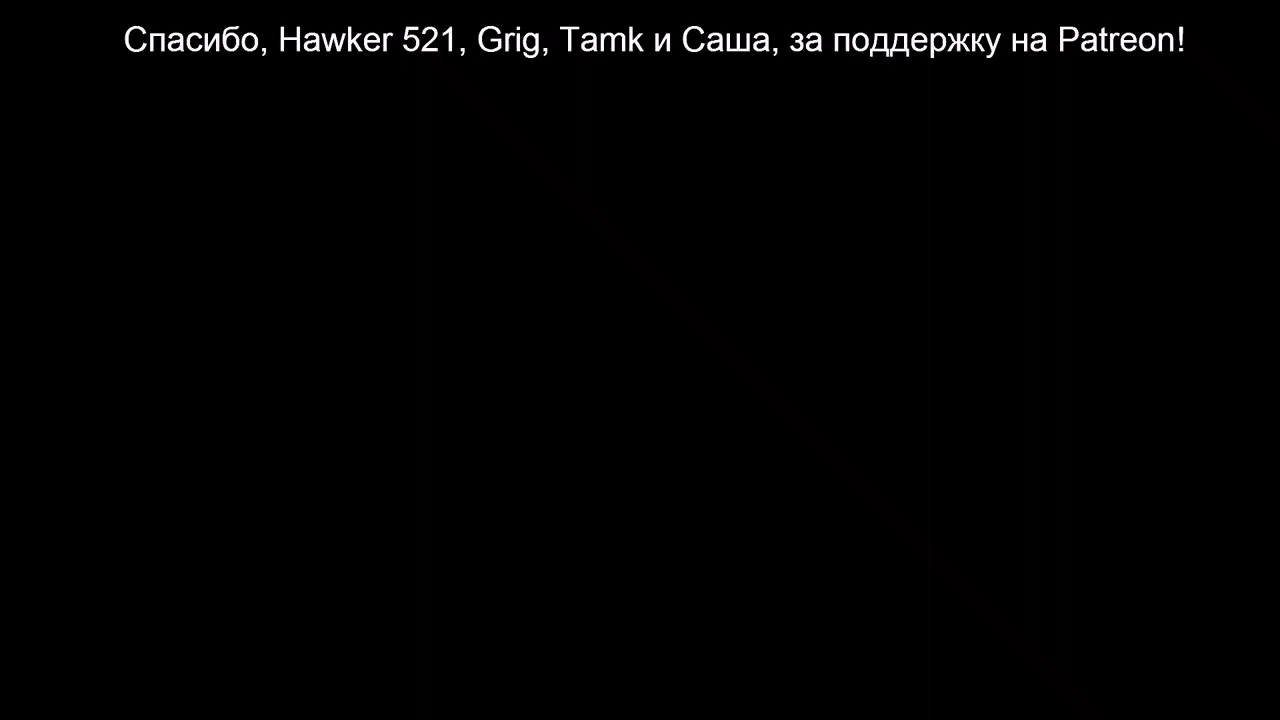 Спасибо, Hawker 521, Grig, Tamk и Саша, за поддержку на Patreon!